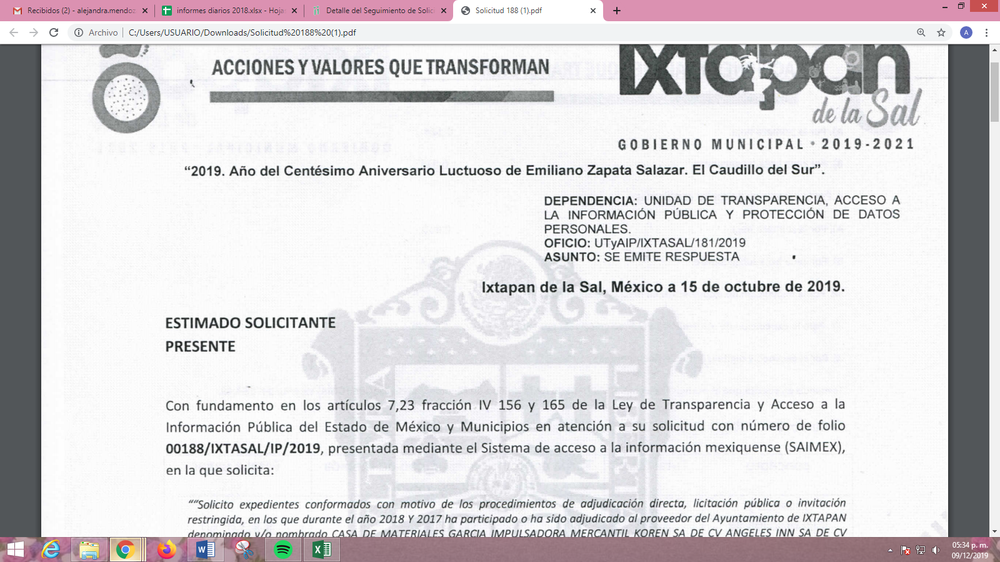 Recibidos (2) - alejandra.mendoz
informes diarios 2018.xlsx - Hoja
Detalle del Seguimiento de Solici
Solicitud 188 (1).pdf
Archivo
C:/Users/USUARIO/Downloads/Solicitud%20188%20(1).pdf
A
ACCIONES Y VALORES QUE TRANSFORMAN
Ixtapan
de la Sal
GOBIERNO MUNICIPAL • 2019-2021
“2019. Año del Centésimo Aniversario Luctuoso de Emiliano Zapata Salazar. El Caudillo del Sur”.
DEPENDENCIA: UNIDAD DE TRANSPARENCIA, ACCESO A
LA INFORMACIÓN PÚBLICA Y PROTECCIÓN DE DATOS
PERSONALES.
OFICIO: UTyAIP/IXTASAL/181/2019
ASUNTO: SE EMITE RESPUESTA
Ixtapan de la Sal, México a 15 de octubre de 2019.
ESTIMADO SOLICITANTE
PRESENTE
Con fundamento en los artículos 7,23 fracción IV 156 y 165 de la Ley de Transparencia y Acceso a la
Información Pública del Estado de México y Municipios en atención a su solicitud con número de folio
00188/IXTASAL/IP/2019, presentada mediante el Sistema de acceso a la información mexiquense (SAIMEX),
en la que solicita:
““Solicito expedientes conformados con motivo de los procedimientos de adjudicación directa, licitación pública o invitación
restringida, en los que durante el año 2018 Y 2017 ha participado o ha sido adjudicado al proveedor del Ayuntamiento de IXTAPAN
denominado y/o nombrado CASA DE MATERIALES GARCIA IMPULSADORA MERCANTIL KOREN SA DE CV ANGELES INN SA DE CV
05:34 p. m.
09/12/2019